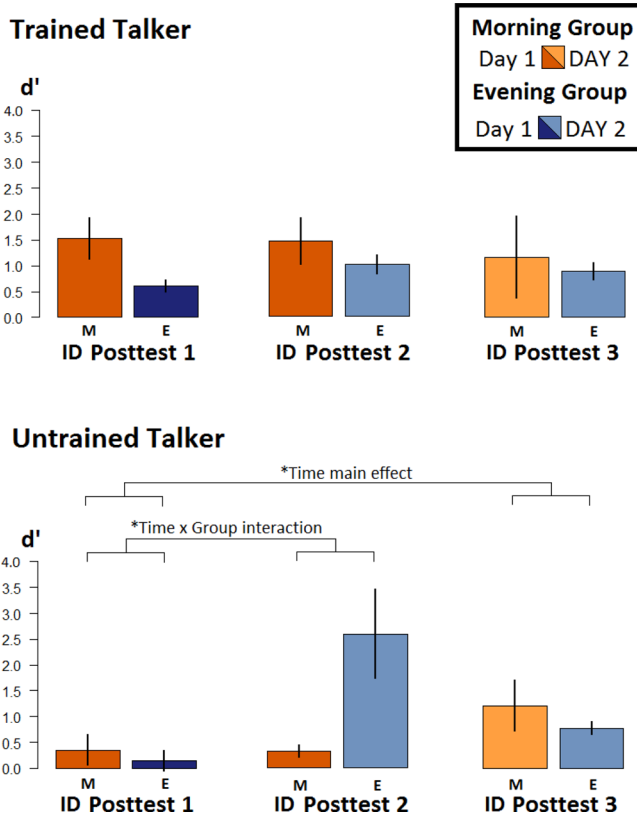 Trained Talker
Morning Group
Day 1 DAY 2
Evening Group
Day 1 DAY 2
d'
4.0
3.5
3.0
2.5
2.0
1.5
1.0
0.5
0.0
M E M E M E
ID Posttest 1 ID Posttest 2 ID Posttest 3
Untrained Talker
*Time main effect
*Time x Group interaction
d'
4.0
3.5
3.0
2.5
2.0
1.5
1.0
0.5
0.0
M E M E M E
ID Posttest 1 ID Posttest 2 ID Posttest 3